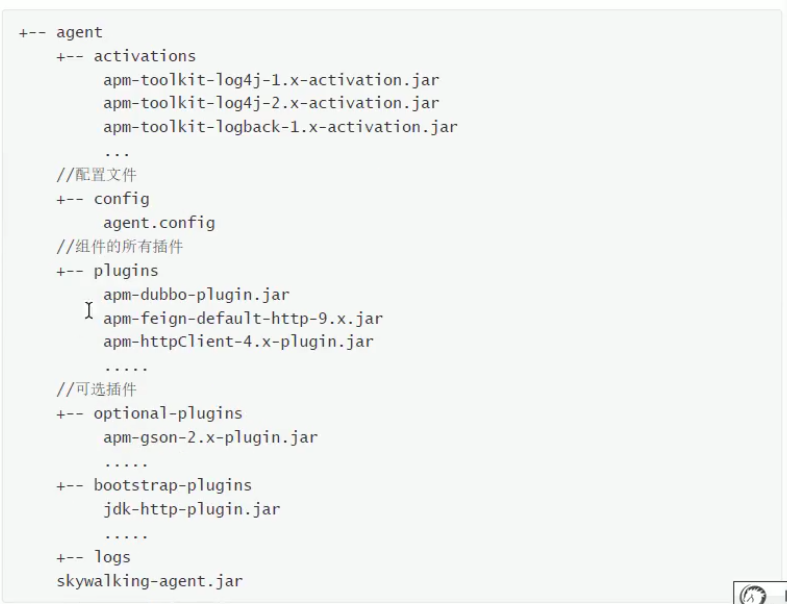 +-- agent
+-- activations
apm-toolkit-log4j-1.x-activation.jar
apm-toolkit-log4j-2.x-activation.jar
apm-toolkit-logback-1.x-activation.jar
...
//配置文件
+-- config
agent.config
//组件的所有插件
+-- plugins
apm-dubbo-plugin.jar
apm-feign-default-http-9.x.jar
apm-httpClient-4.x-plugin.jar
.....
//可选插件
+-- optional-plugins
apm-gson-2.x-plugin.jar
.....
+-- bootstrap-plugins
jdk-http-plugin.jar
.....
+-- logs
skywalking-agent.jar